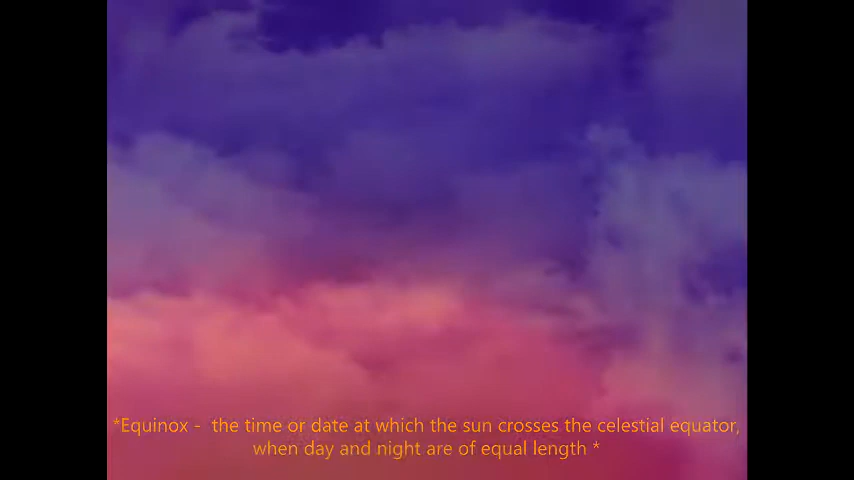 *Equinox -  the time or date at which the sun crosses the celestial equator,
when day and night are of equal length *